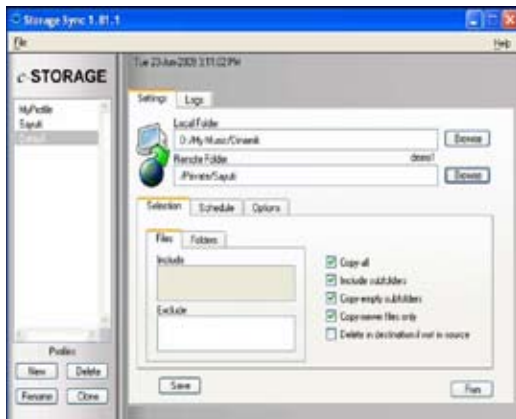 Storage Sync 1.01.1
File Help
e-STORAGE
MyProfile
Sayuti
Tue 23-Jun-2009 3:11:02 PM
Settings Logs
Local Folder
D:/My Music/Dinamik Browse
Remote Folder demo1
/Private/Sayuti Browse
Selection Schedule Options
Files Folders
Include
Exclude
Copy all
Include subfolders
Copy empty subfolders
Copy newer files only
Delete in destination if not in source
Profiles
New Delete
Rename Clone
Save Run